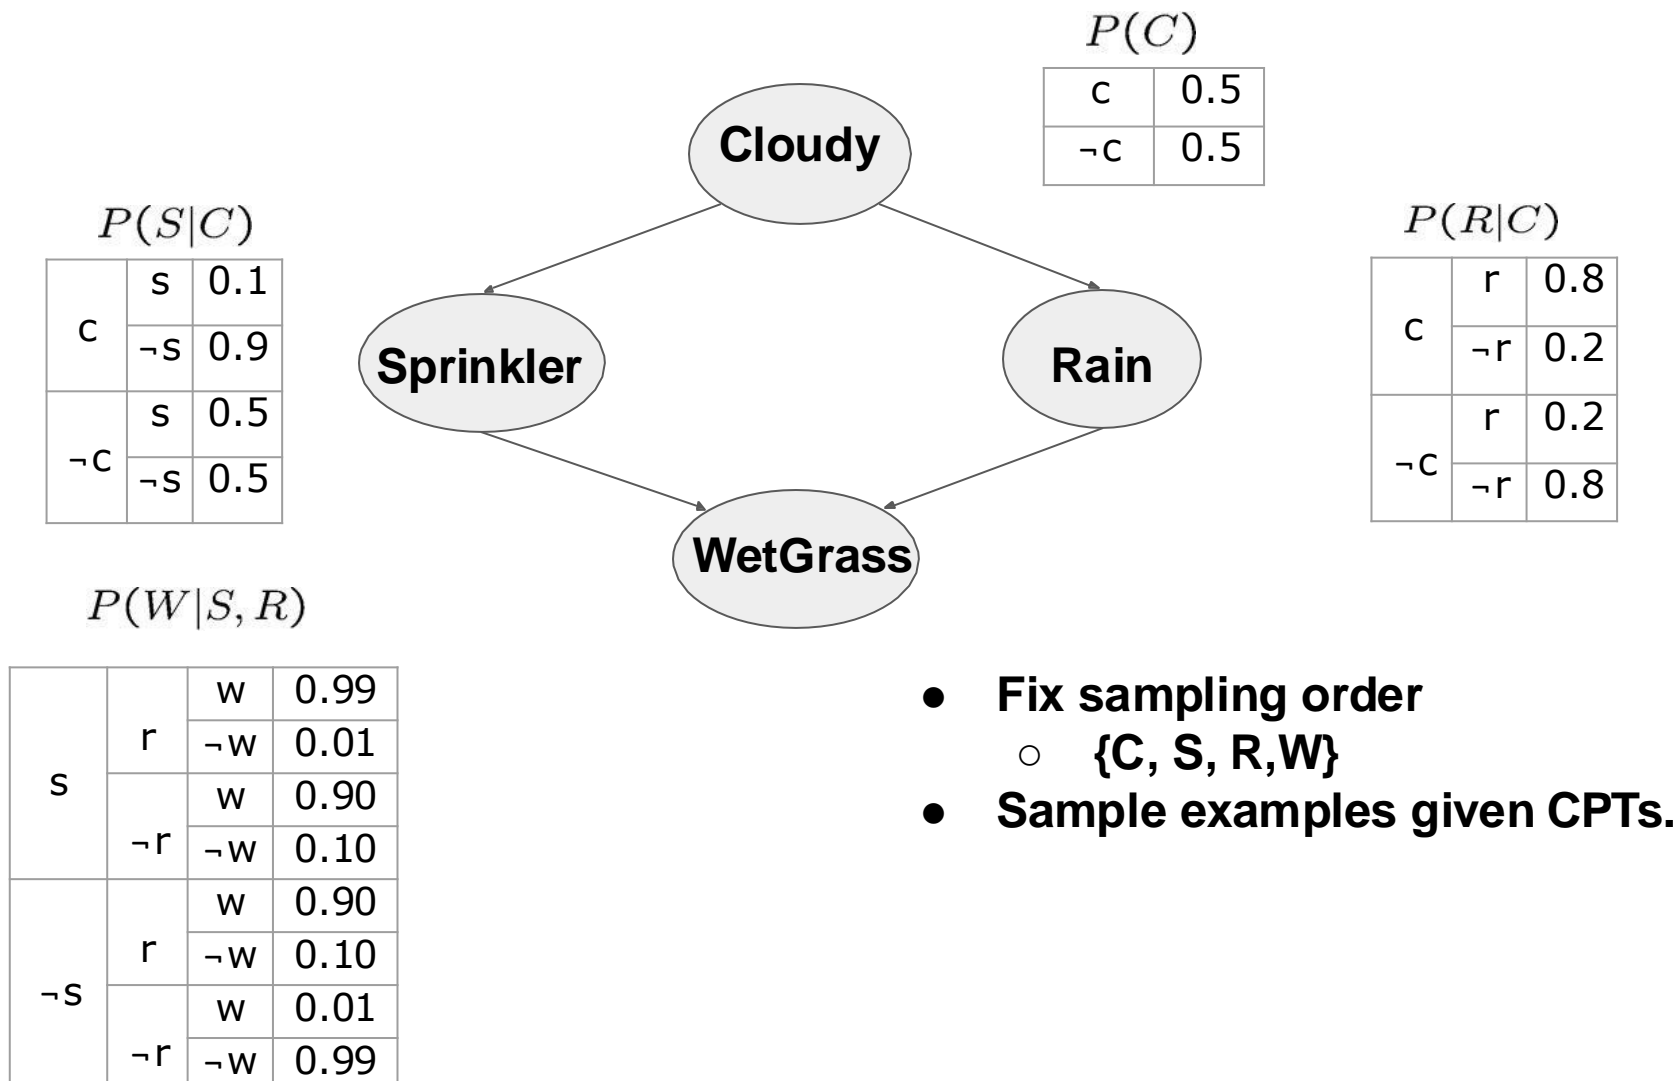 P(C)
c 0.5
¬c 0.5
Cloudy
P(S|C)
c s 0.1
¬s 0.9
¬c s 0.5
¬s 0.5
P(R|C)
c r 0.8
¬r 0.2
¬c r 0.2
¬r 0.8
Sprinkler
Rain
WetGrass
P(W|S, R)
s r w 0.99
¬w 0.01
¬r w 0.90
¬w 0.10
¬s r w 0.90
¬w 0.10
¬r w 0.01
¬w 0.99
● Fix sampling order
○ {C, S, R,W}
● Sample examples given CPTs.